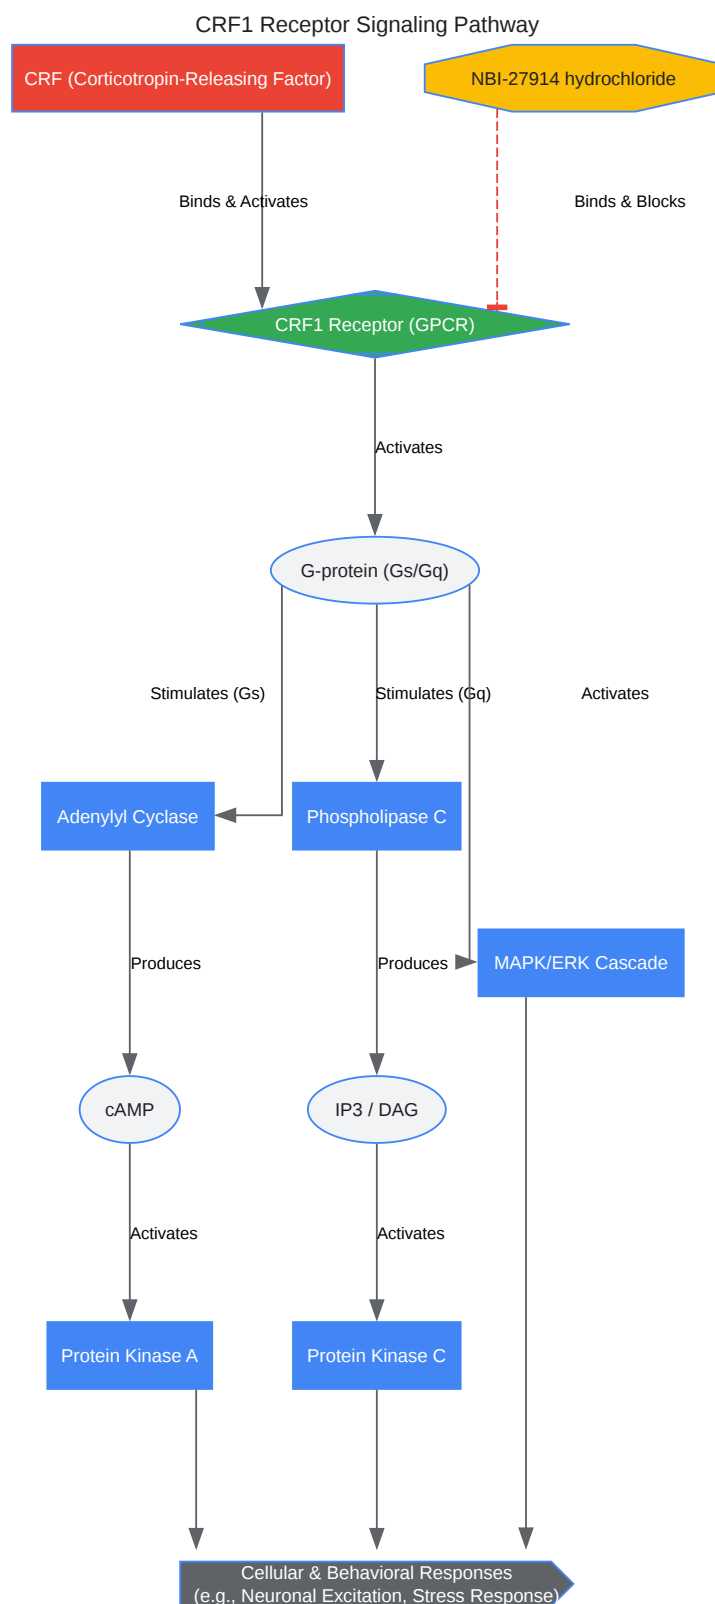 CRF1 Receptor Signaling Pathway
CRF (Corticotropin-Releasing Factor)
NBI-27914 hydrochloride
Binds & Activates
Binds & Blocks
CRF1 Receptor (GPCR)
Activates
G-protein (Gs/Gq)
Stimulates (Gs)
Stimulates (Gq)
Activates
Adenylyl Cyclase
Phospholipase C
Produces
Produces
MAPK/ERK Cascade
cAMP
IP3 / DAG
Activates
Activates
Protein Kinase A
Protein Kinase C
Cellular & Behavioral Responses
(e.g., Neuronal Excitation, Stress Response)